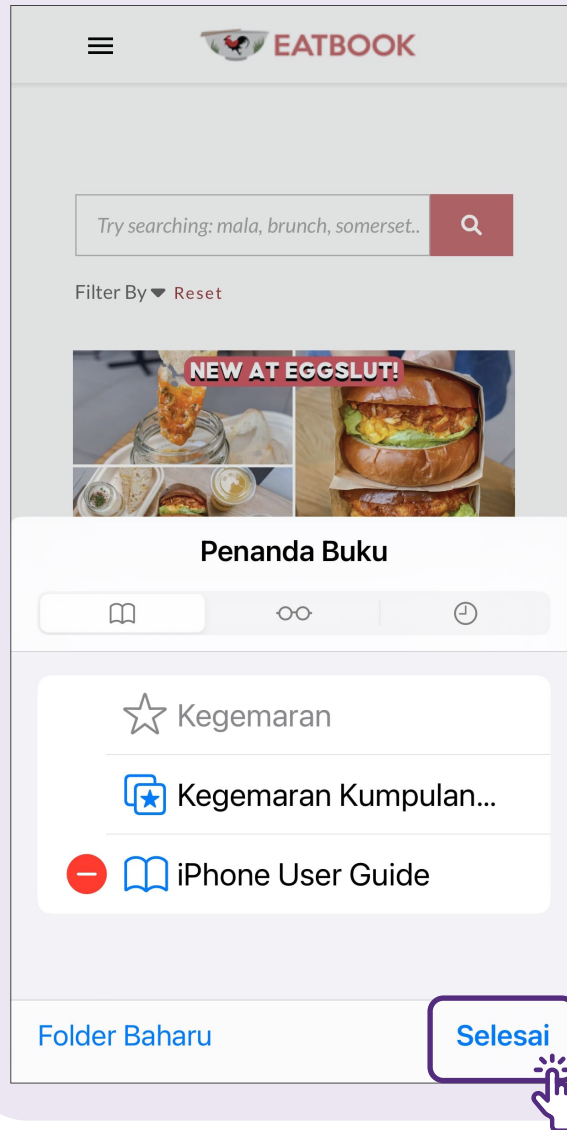 EATBOOK
Try searching: mala, brunch, somerset..
Filter By Reset
NEW AT EGGSLUT!
Penanda Buku
Kegemaran
Kegemaran Kumpulan...
iPhone User Guide
Folder Baharu Selesai